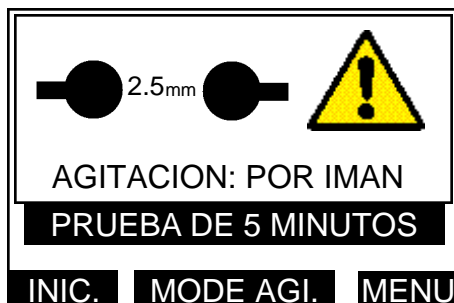 2.5mm
AGITACION: POR IMAN
PRUEBA DE 5 MINUTOS
INIC. MODE AGI. MENU